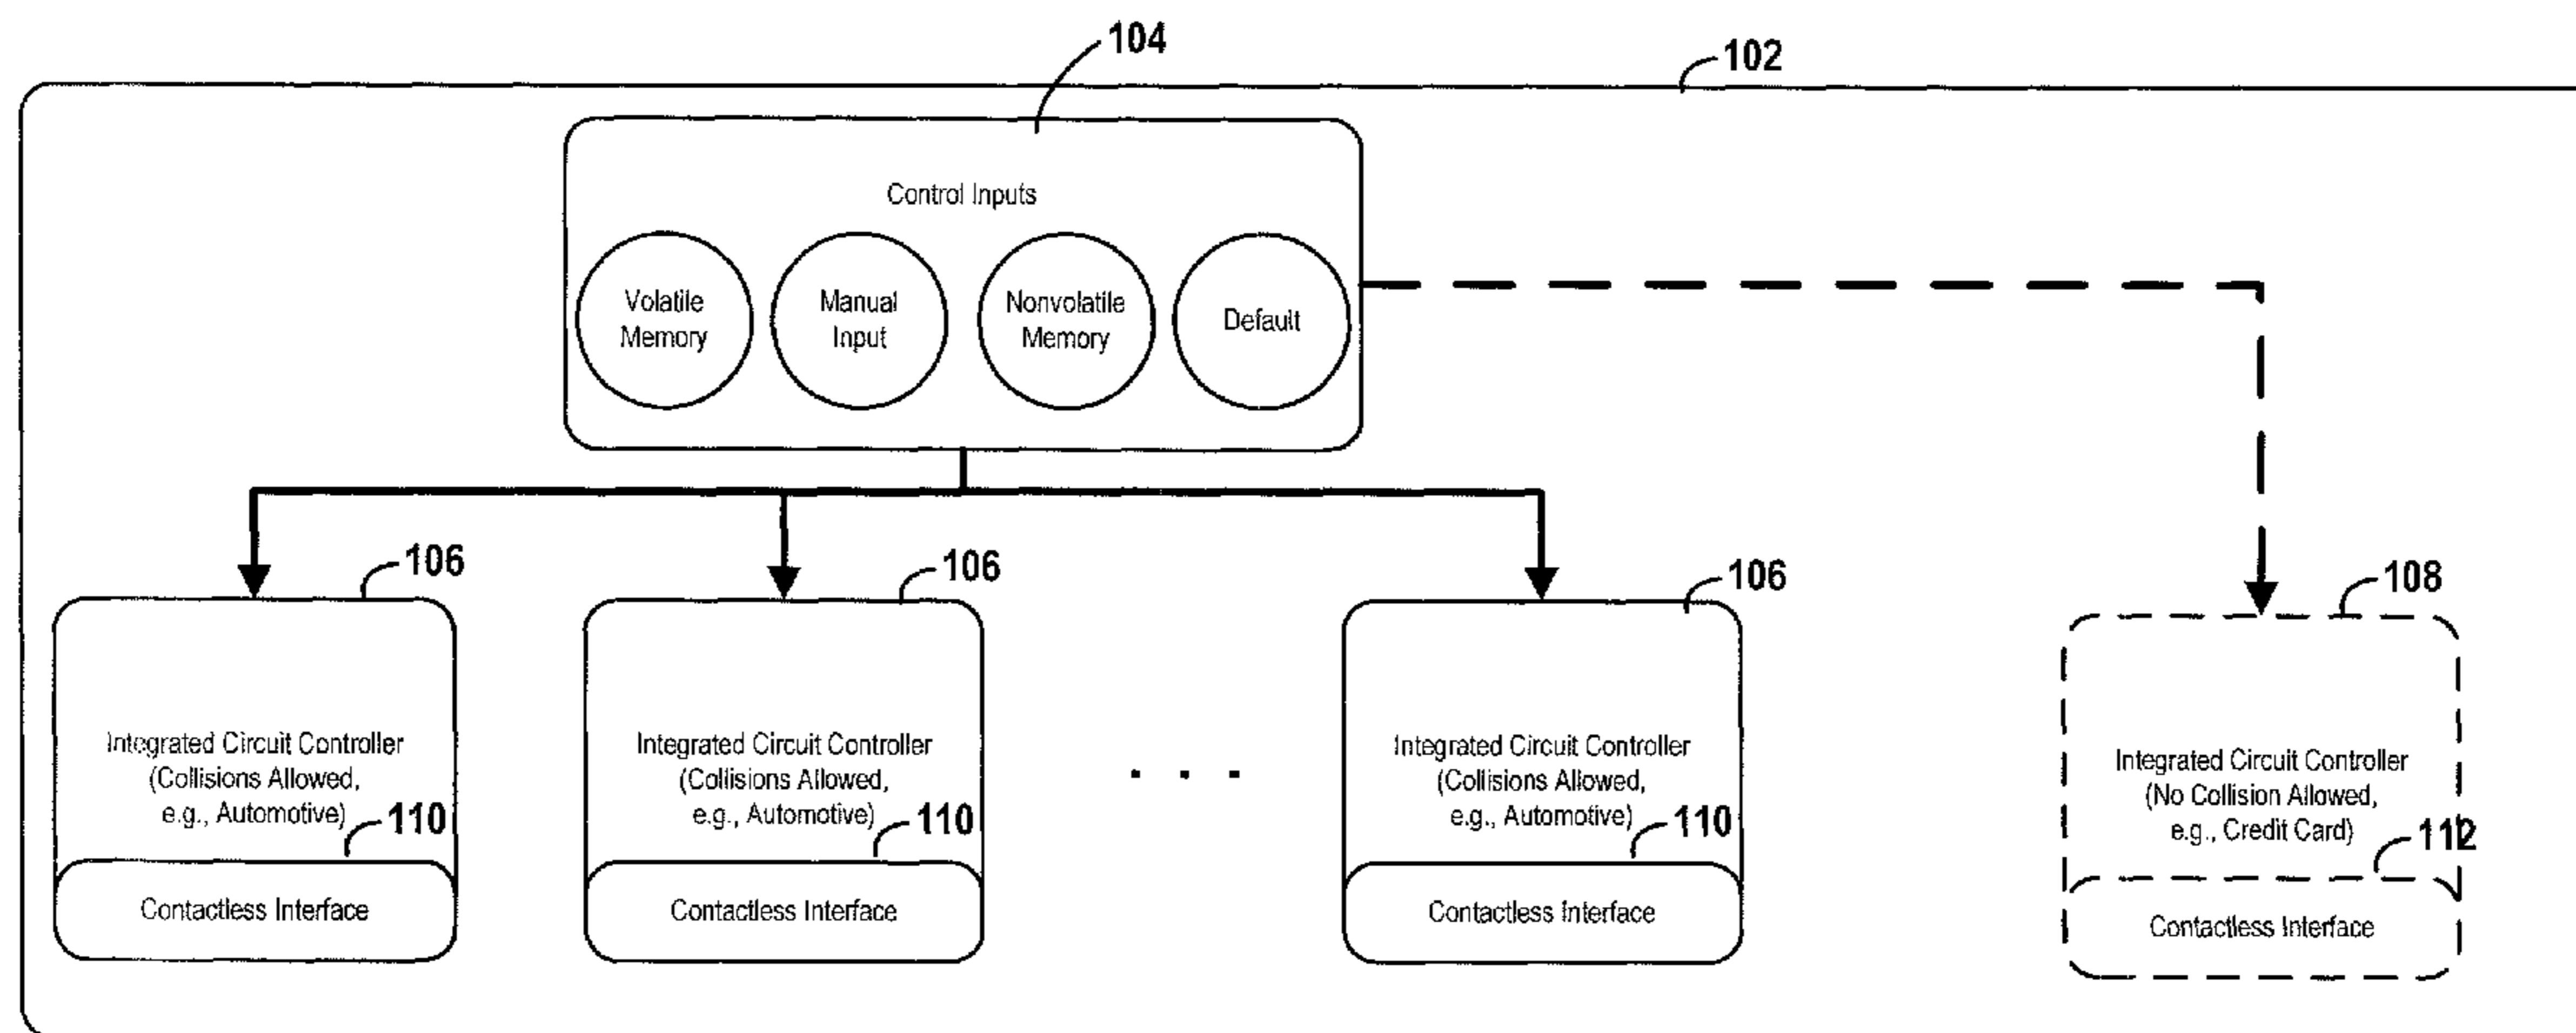 104
102
Control Inputs
Volatile
Memory
Manual
Input
Nonvolatile
Memory
Default
106
106
106
108
Integrated Circuit Controller
(Collisions Allowed,
e.g., Automotive)
110
Contactless Interface
Integrated Circuit Controller
(Collisions Allowed,
e.g., Automotive)
110
Contactless Interface
. . .
Integrated Circuit Controller
(Collisions Allowed,
e.g., Automotive)
110
Contactless Interface
Integrated Circuit Controller
(No Collision Allowed,
e.g., Credit Card)
112
Contactless Interface